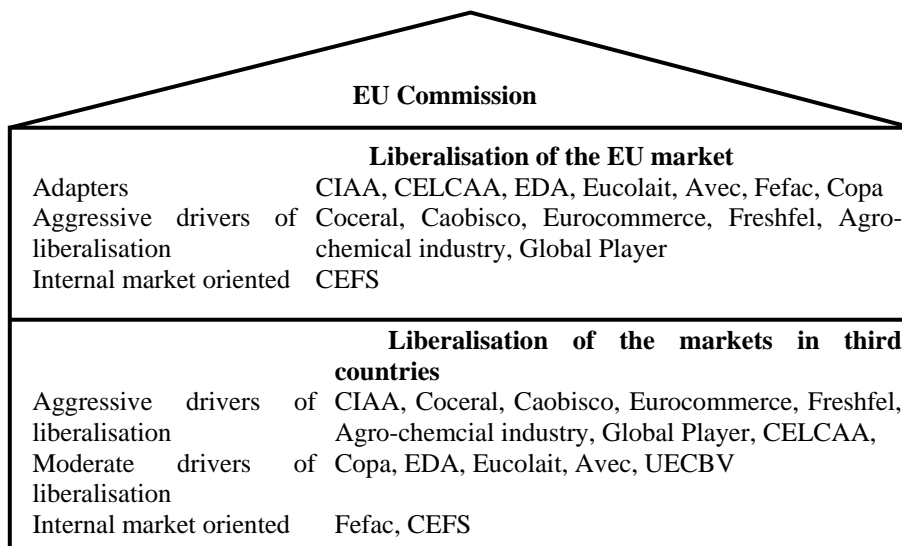 EU Commission
Liberalisation of the EU market
Adapters CIAA, CELCAA, EDA, Eucolait, Avec, Fefac, Copa
Aggressive drivers of Coceral, Caobisco, Eurocommerce, Freshfel, Agro-
liberalisation chemical industry, Global Player
Internal market oriented CEFS
Liberalisation of the markets in third
countries
Aggressive drivers of CIAA, Coceral, Caobisco, Eurocommerce, Freshfel,
liberalisation Agro-chemcial industry, Global Player, CELCAA,
Moderate drivers of Copa, EDA, Eucolait, Avec, UECBV
liberalisation
Internal market oriented Fefac, CEFS